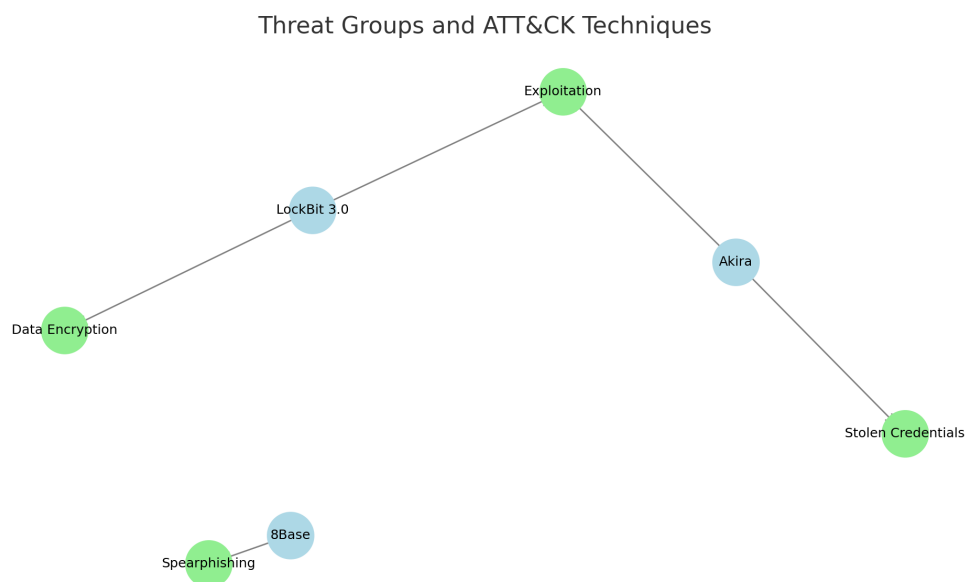 Threat Groups and ATT&CK Techniques
Exploitation
LockBit 3.0
Akira
Data Encryption
Stolen Credentials
8Base
Spearphishing